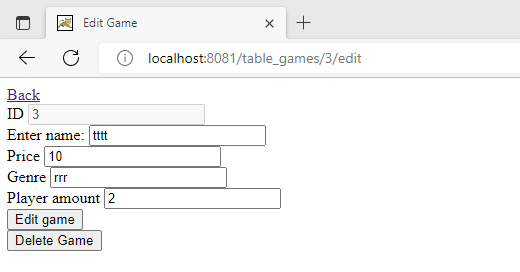 Edit Game
localhost:8081/table_games/3/edit
Back
ID 3
Enter name: tttt
Price 10
Genre rrr
Player amount 2
Edit game
Delete Game